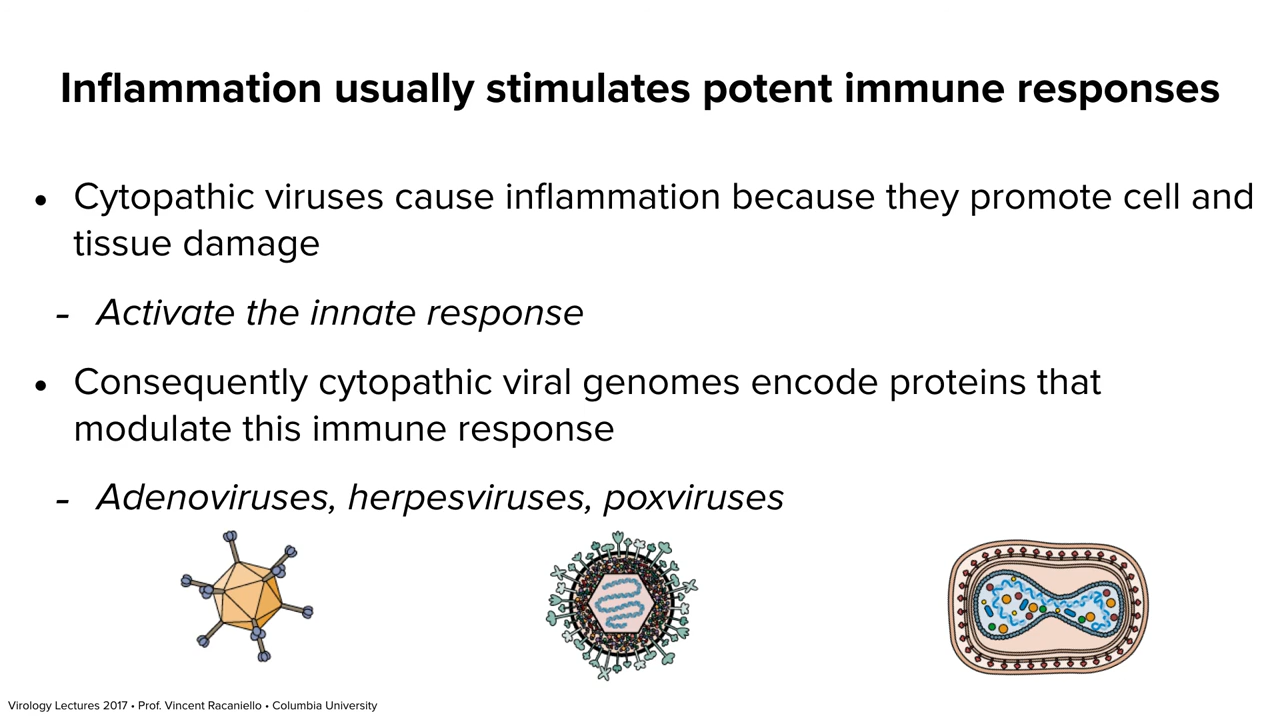 Inflammation usually stimulates potent immune responses
• Cytopathic viruses cause inflammation because they promote cell and
tissue damage
- Activate the innate response
• Consequently cytopathic viral genomes encode proteins that
modulate this immune response
- Adenoviruses, herpesviruses, poxviruses
Virology Lectures 2017 • Prof. Vincent Racaniello • Columbia University